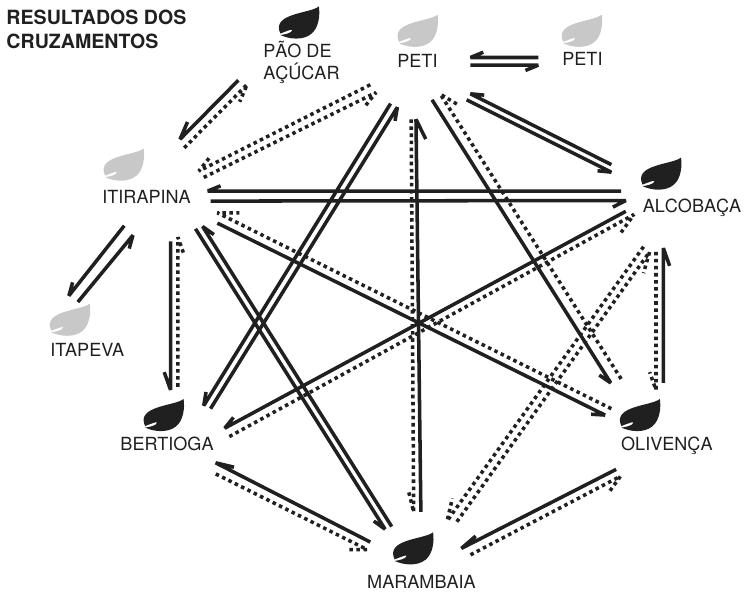 RESULTADOS DOS
CRUZAMENTOS
PÃO DE
AÇÚCAR
PETI
PETI
ITIRAPINA
ALCOBAÇA
ITAPEVA
BERTIOGA
OLIVENÇA
MARAMBAIA